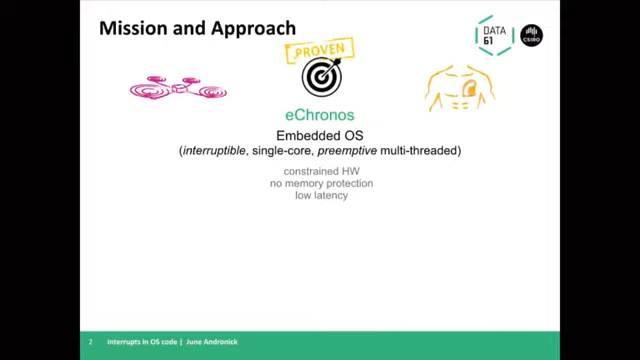 Mission and Approach
DATA
61
CSIRO
PROVEN
eChronos
Embedded OS
(interruptible, single-core, preemptive multi-threaded)
constrained HW
no memory protection
low latency
2 Interrupts in OS code | June Andronick